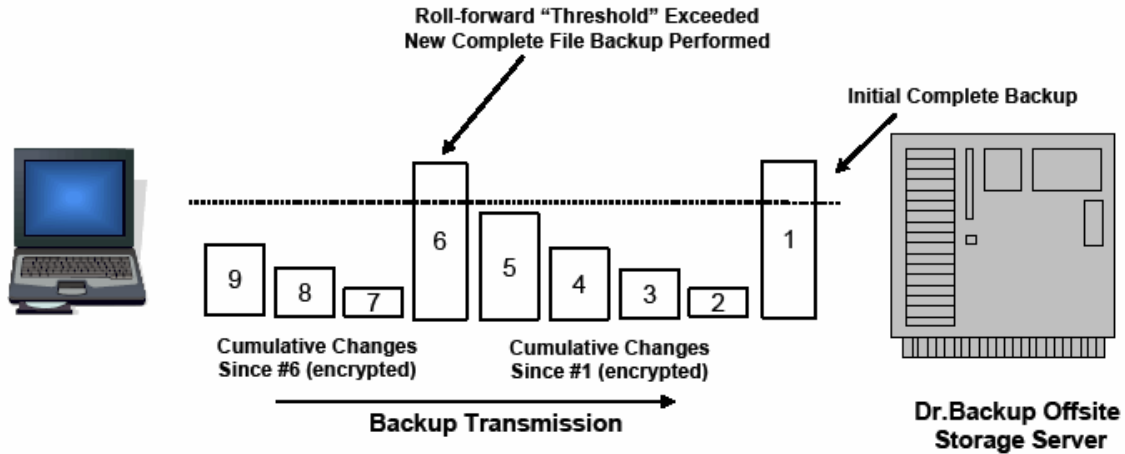 Roll-forward “Threshold” Exceeded
New Complete File Backup Performed
Initial Complete Backup
9
8
7
6
5
4
3
2
1
Cumulative Changes
Since #6 (encrypted)
Cumulative Changes
Since #1 (encrypted)
Backup Transmission
Dr.Backup Offsite
Storage Server